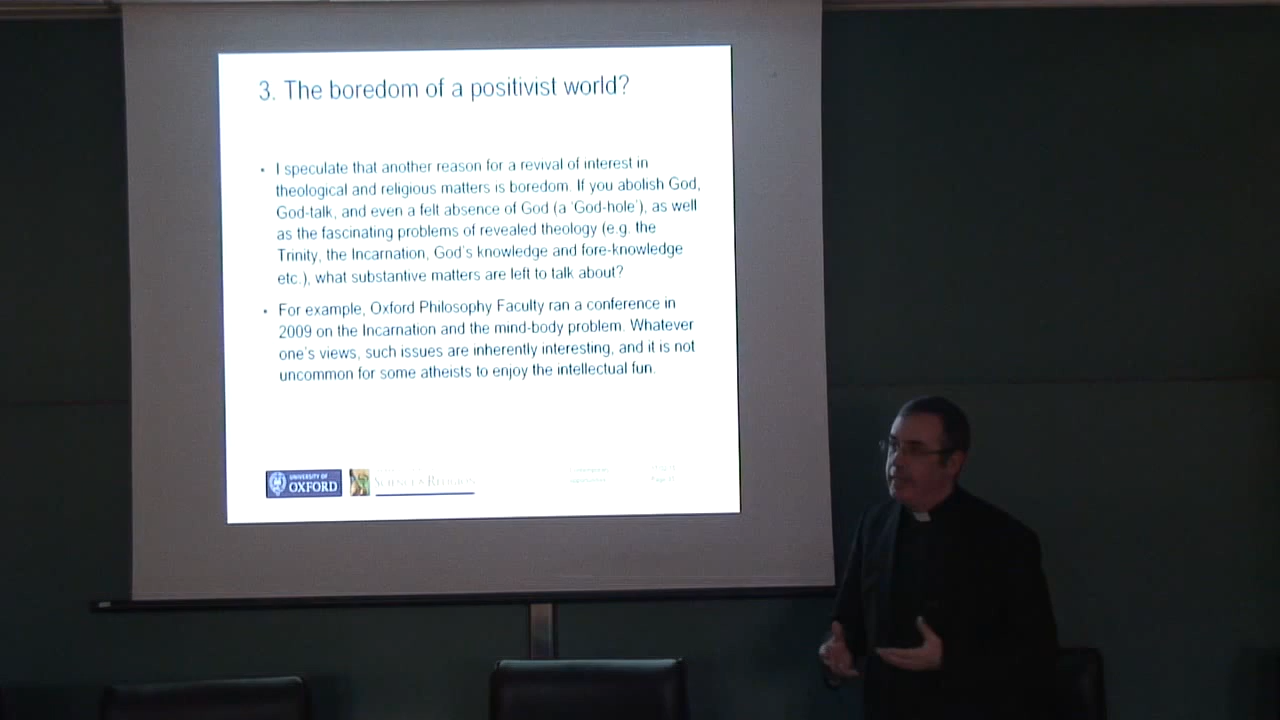 3. The boredom of a positivist world?
• I speculate that another reason for a revival of interest in
theological and religious matters is boredom. If you abolish God,
God-talk, and even a felt absence of God (a 'God-hole'), as well
as the fascinating problems of revealed theology (e.g. the
Trinity, the Incarnation, God's knowledge and fore-knowledge
etc.), what substantive matters are left to talk about?
• For example, Oxford Philosophy Faculty ran a conference in
2009 on the Incarnation and the mind-body problem. Whatever
one's views, such issues are inherently interesting, and it is not
uncommon for some atheists to enjoy the intellectual fun.
UNIVERSITY OF
OXFORD